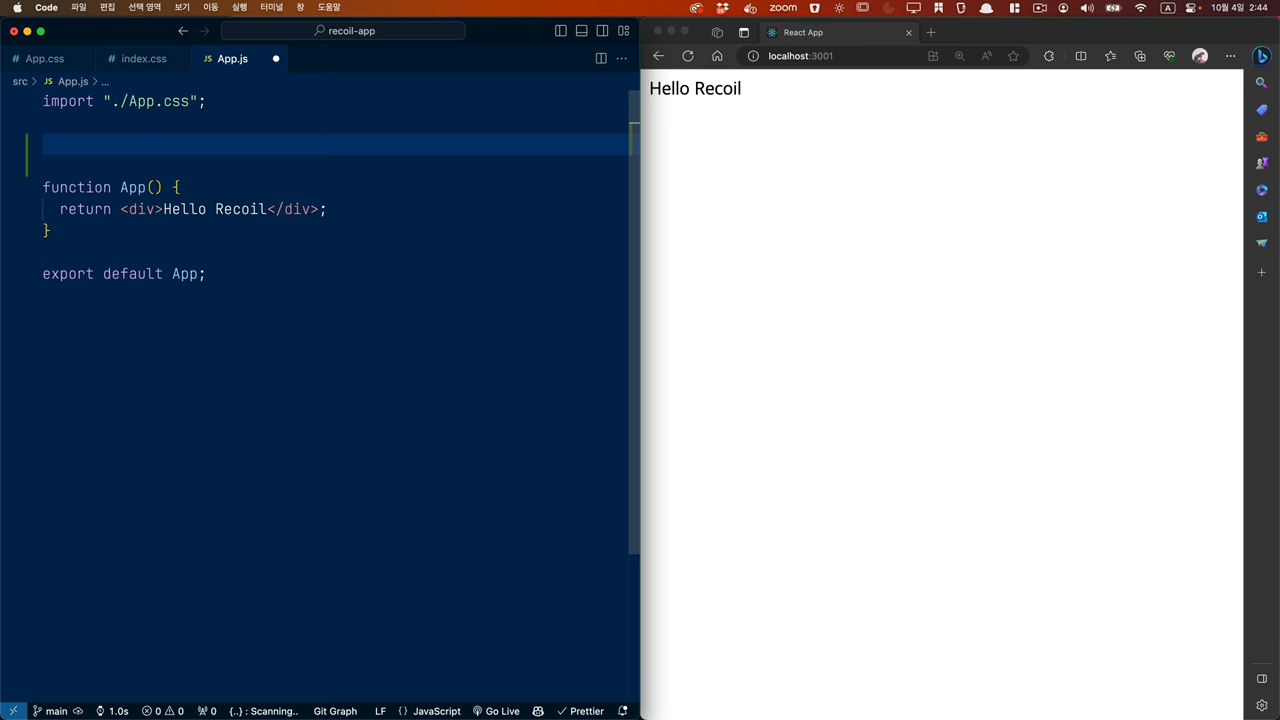 Code 파일 편집 선택 영역 보기 이동 실행 창 도움말
zoom A 10월 4일 2:44
recoil-app
# App.css # index.css JS App.js
src > JS App.js > ...
import "./App.css";
function App() {
return <div>Hello Recoil</div>;
}
export default App;
main 1.0s 0 0 0 {..} : Scanning.. Git Graph LF {} JavaScript Go Live Prettier
React App
localhost:3001
Hello Recoil